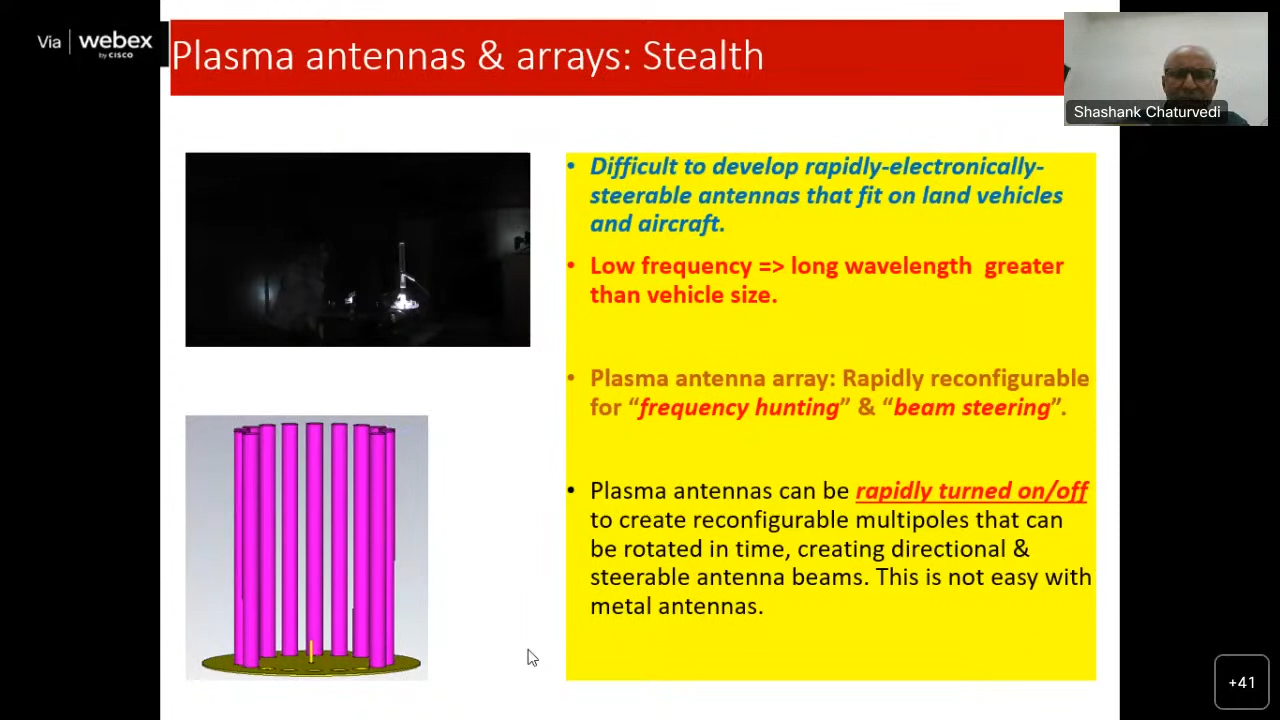 Via webex
by CISCO
Plasma antennas & arrays: Stealth
Shashank Chaturvedi
• Difficult to develop rapidly-electronically-
steerable antennas that fit on land vehicles
and aircraft.
• Low frequency => long wavelength greater
than vehicle size.
• Plasma antenna array: Rapidly reconfigurable
for “frequency hunting” & “beam steering”.
• Plasma antennas can be rapidly turned on/off
to create reconfigurable multipoles that can
be rotated in time, creating directional &
steerable antenna beams. This is not easy with
metal antennas.
+41